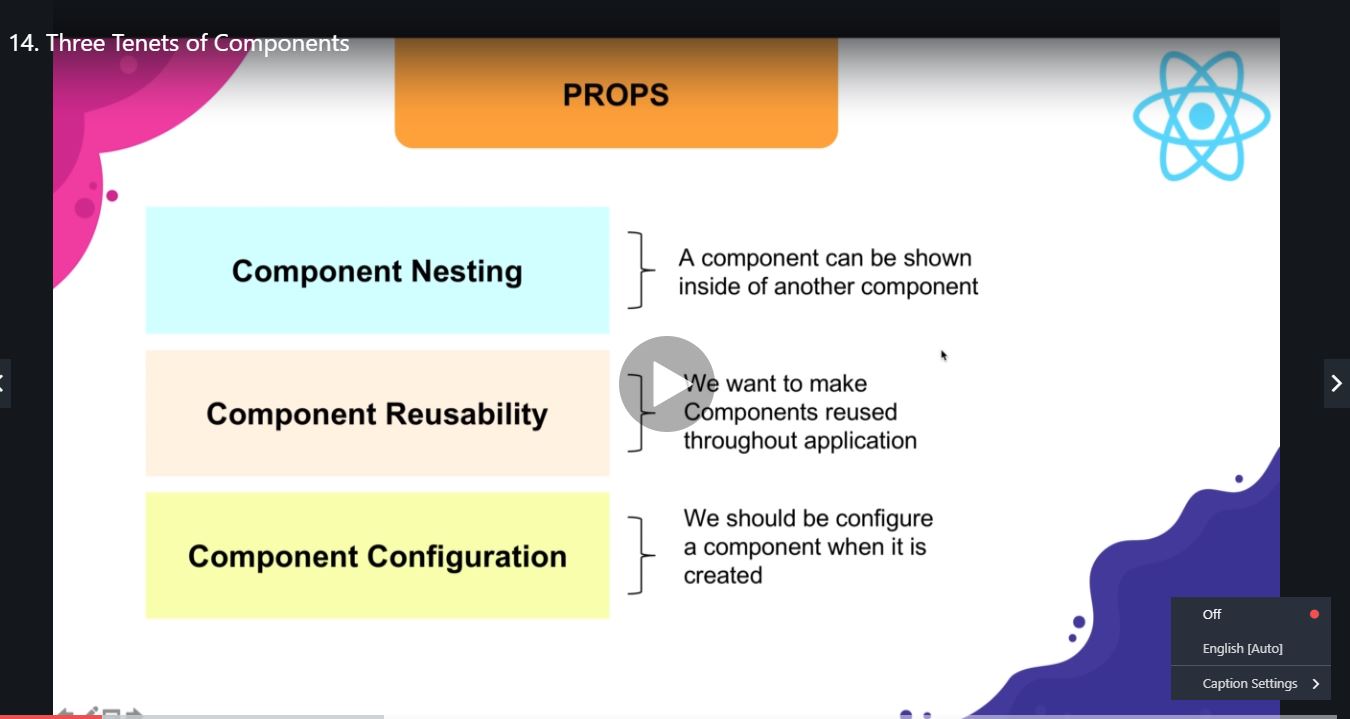 14. Three Tenets of Components
PROPS
Component Nesting
A component can be shown
inside of another component
Component Reusability
We want to make
Components reused
throughout application
Component Configuration
We should be configure
a component when it is
created
Off
English [Auto]
Caption Settings